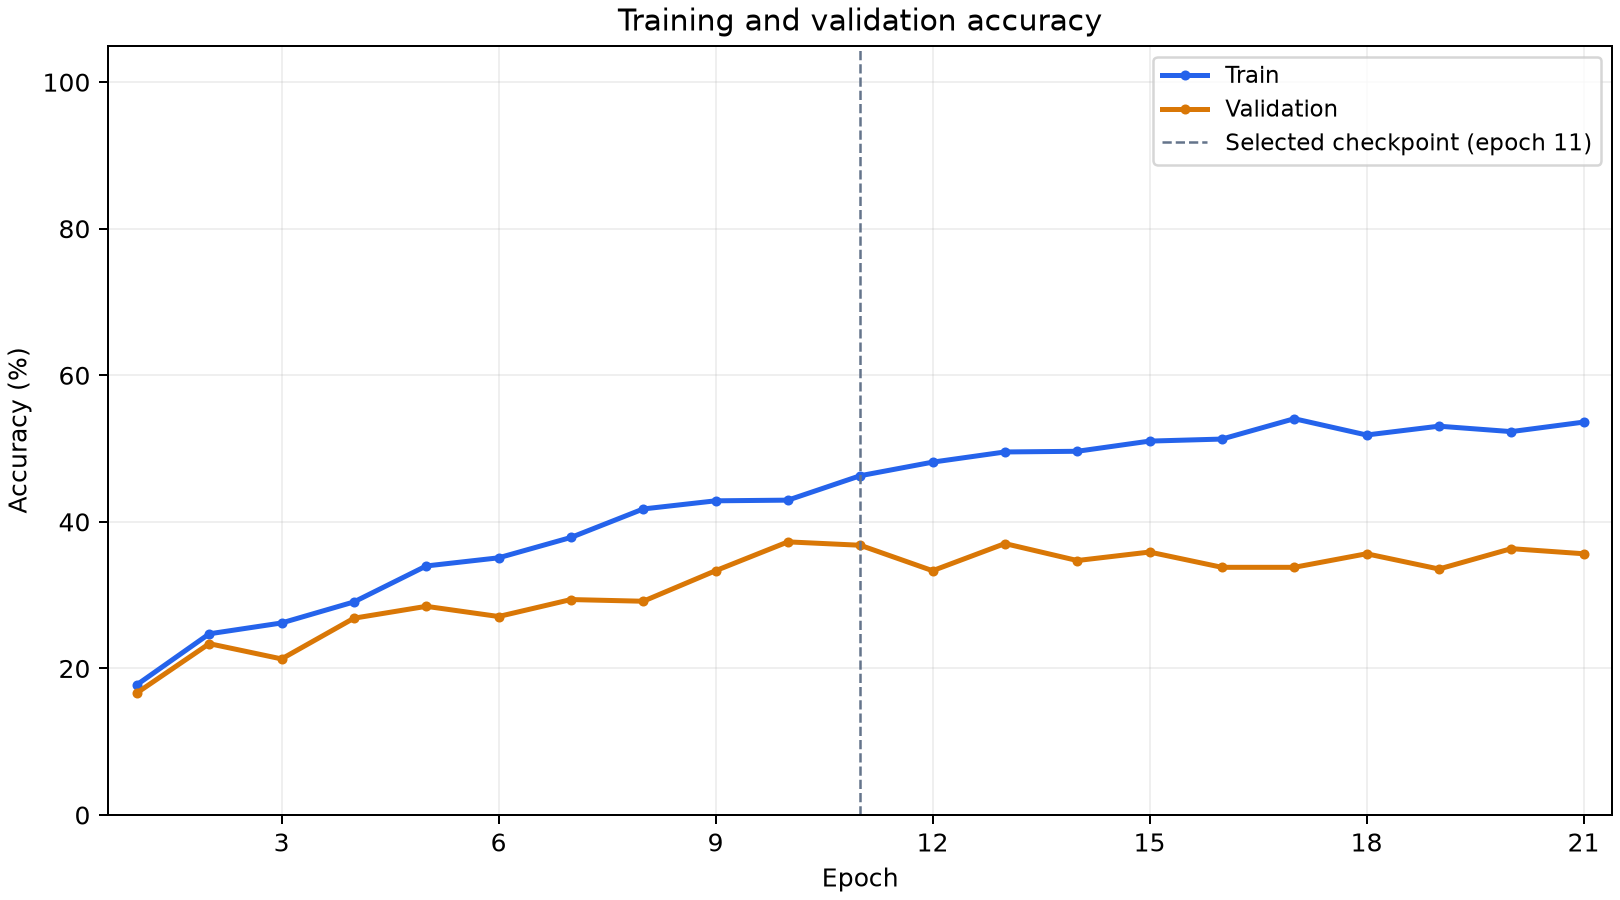 Training and validation accuracy
Train
Validation
Selected checkpoint (epoch 11)
Accuracy (%)
100
80
60
40
20
0
3 6 9 12 15 18 21
Epoch